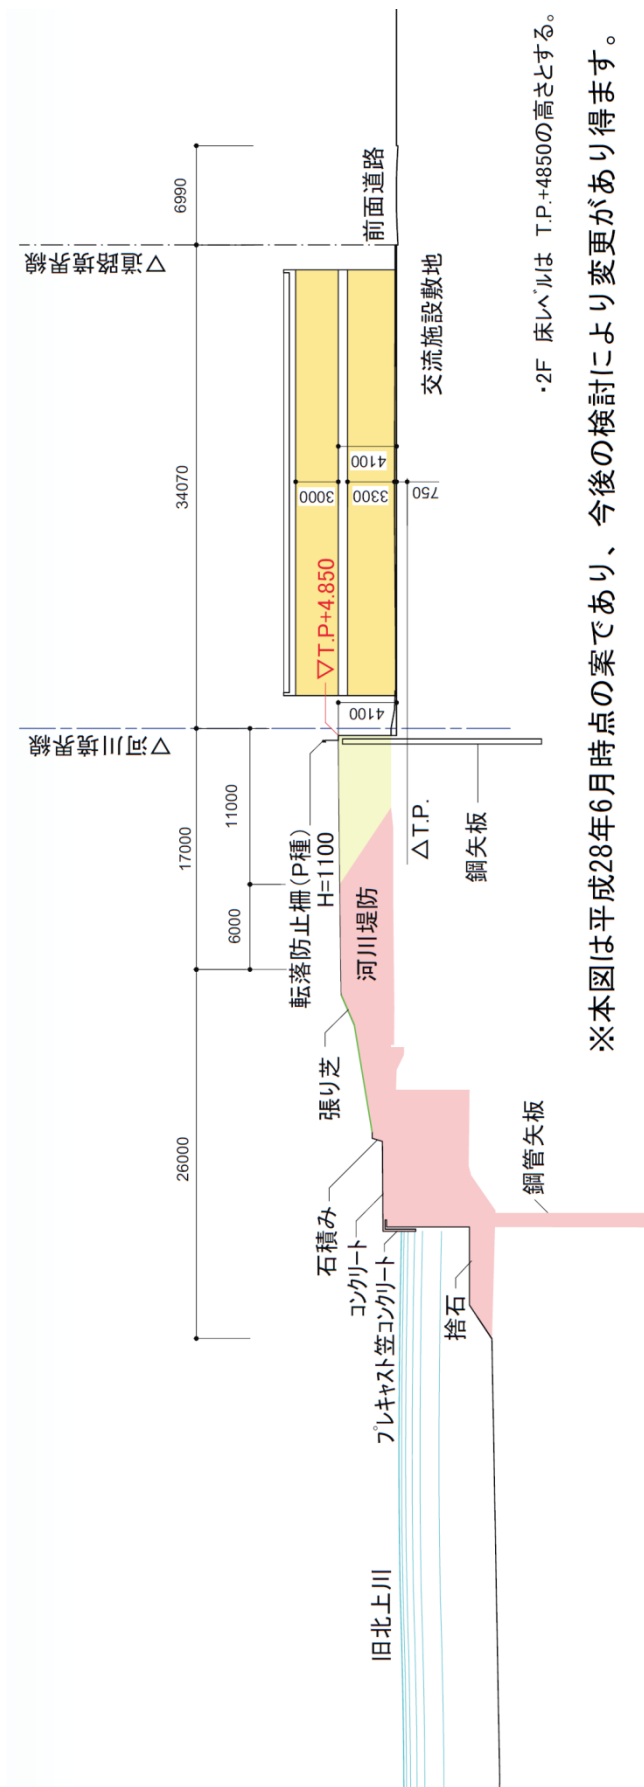 ▽河川境界線
▽道路境界線
26000
17000
34070
6990
6000
11000
転落防止柵(P種)
H=1100
▽T.P+4.850
3000
4100
3300
4100
750
張り芝
石積み
コンクリート
プレキャスト笠コンクリート
河川堤防
前面道路
交流施設敷地
△T.P.
旧北上川
捨石
鋼管矢板
鋼矢板
・2F 床レベルは T.P.+4850の高さとする。
※本図は平成28年6月時点の案であり、今後の検討により変更があり得ます。